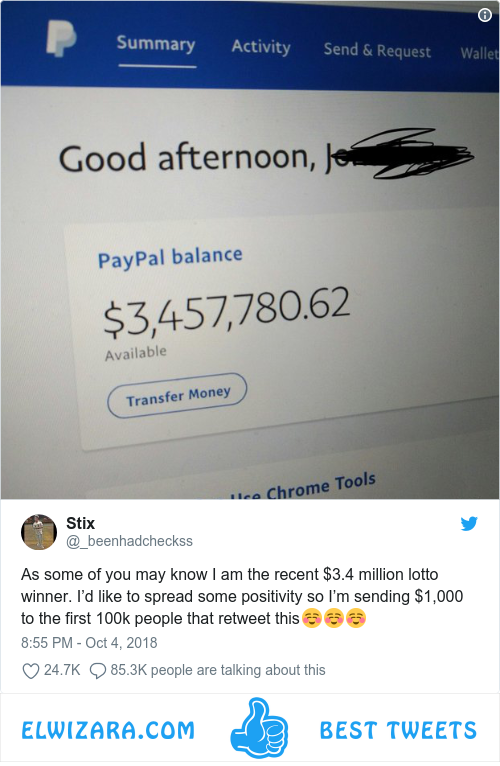 Summary Activity Send & Request Wallet
Good afternoon,
PayPal balance
$3,457,780.62
Available
Transfer Money
Use Chrome Tools
Stix
@_beenhadcheckss
As some of you may know I am the recent $3.4 million lotto
winner. I'd like to spread some positivity so I'm sending $1,000
to the first 100k people that retweet this☺️☺️☺️
8:55 PM - Oct 4, 2018
24.7K 85.3K people are talking about this
ELWIZARA.COM BEST TWEETS